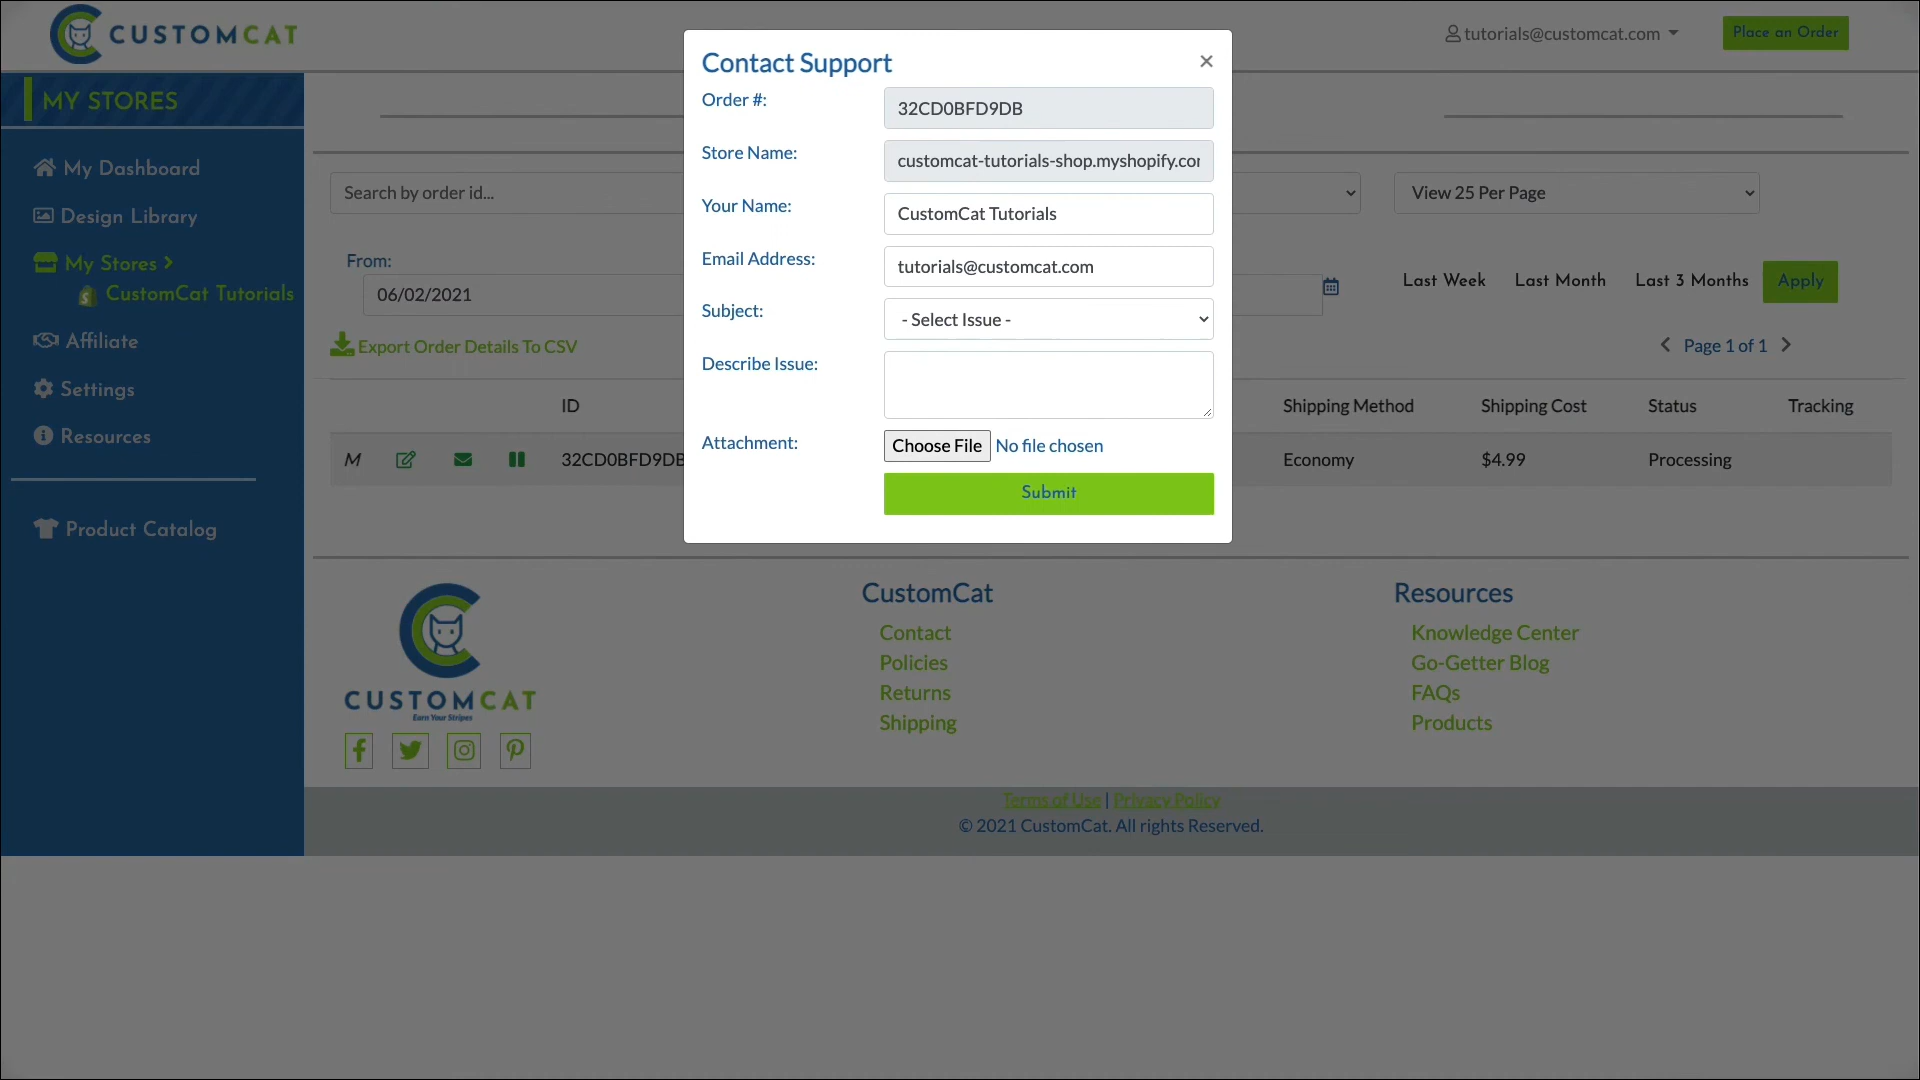 CUSTOMCAT
tutorials@customcat.com
Place an Order
MY STORES
My Dashboard
Design Library
My Stores
CustomCat Tutorials
Affiliate
Settings
Resources
Product Catalog
Contact Support
×
Order #:
32CD0BFD9DB
Store Name:
customcat-tutorials-shop.myshopify.co
Your Name:
CustomCat Tutorials
Email Address:
tutorials@customcat.com
Subject:
- Select Issue -
Describe Issue:
Attachment:
Choose File No file chosen
Submit
Search by order id...
View 25 Per Page
From:
06/02/2021
Last Week Last Month Last 3 Months Apply
Export Order Details To CSV
Page 1 of 1
ID Shipping Method Shipping Cost Status Tracking
M 32CD0BFD9DB Economy $4.99 Processing
CUSTOMCAT
Earn Your Stripes
CustomCat
Contact
Policies
Returns
Shipping
Resources
Knowledge Center
Go-Getter Blog
FAQs
Products
Terms of Use | Privacy Policy
© 2021 CustomCat. All rights Reserved.